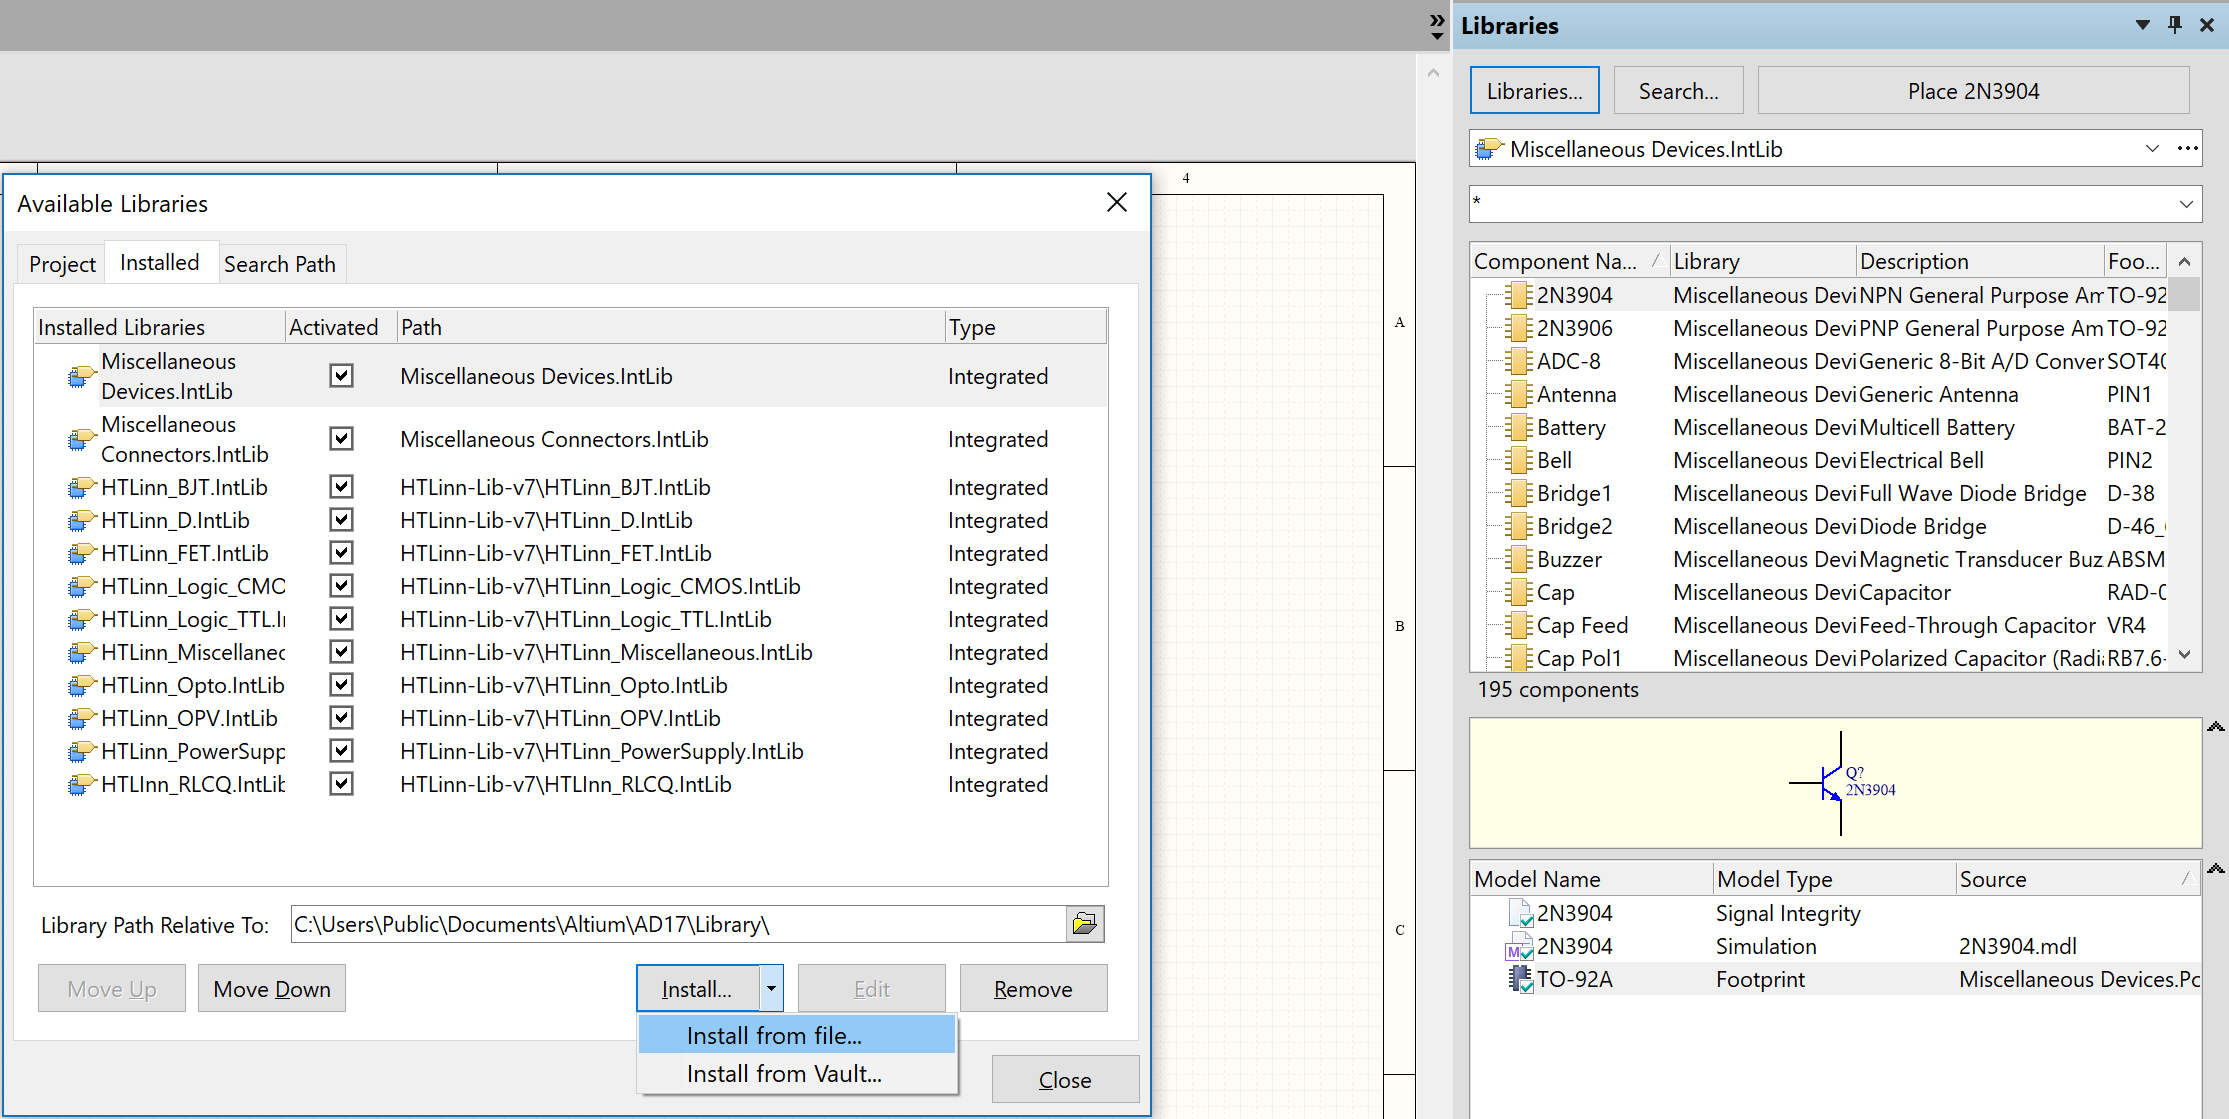 Available Libraries
Project Installed Search Path
Installed Libraries Activated Path Type
Miscellaneous Devices.IntLib Miscellaneous Devices.IntLib Integrated
Miscellaneous Connectors.IntLib Miscellaneous Connectors.IntLib Integrated
HTLinn_BJT.IntLib HTLinn-Lib-v7\HTLinn_BJT.IntLib Integrated
HTLinn_D.IntLib HTLinn-Lib-v7\HTLinn_D.IntLib Integrated
HTLinn_FET.IntLib HTLinn-Lib-v7\HTLinn_FET.IntLib Integrated
HTLinn_Logic_CMO HTLinn-Lib-v7\HTLinn_Logic_CMOS.IntLib Integrated
HTLinn_Logic_TTL.I HTLinn-Lib-v7\HTLinn_Logic_TTL.IntLib Integrated
HTLinn_Miscellanec HTLinn-Lib-v7\HTLinn_Miscellaneous.IntLib Integrated
HTLinn_Opto.IntLib HTLinn-Lib-v7\HTLinn_Opto.IntLib Integrated
HTLinn_OPV.IntLib HTLinn-Lib-v7\HTLinn_OPV.IntLib Integrated
HTLinn_PowerSupp HTLinn-Lib-v7\HTLinn_PowerSupply.IntLib Integrated
HTLInn_RLCQ.IntLib HTLinn-Lib-v7\HTLInn_RLCQ.IntLib Integrated
Library Path Relative To: C:\Users\Public\Documents\Altium\AD17\Library\
Move Up Move Down Install... Edit Remove
Install from file...
Install from Vault...
Close
4
A
B
C
Libraries
Libraries... Search... Place 2N3904
Miscellaneous Devices.IntLib
*
Component Na... Library Description Foo...
2N3904 Miscellaneous Devi NPN General Purpose Am TO-92
2N3906 Miscellaneous Devi PNP General Purpose Am TO-92
ADC-8 Miscellaneous Devi Generic 8-Bit A/D Conver SOT40
Antenna Miscellaneous Devi Generic Antenna PIN1
Battery Miscellaneous Devi Multicell Battery BAT-2
Bell Miscellaneous Devi Electrical Bell PIN2
Bridge1 Miscellaneous Devi Full Wave Diode Bridge D-38
Bridge2 Miscellaneous Devi Diode Bridge D-46_
Buzzer Miscellaneous Devi Magnetic Transducer Buz ABSM
Cap Miscellaneous Devi Capacitor RAD-0
Cap Feed Miscellaneous Devi Feed-Through Capacitor VR4
Cap Pol1 Miscellaneous Devi Polarized Capacitor (Radi RB7.6-
195 components
Q?
2N3904
Model Name Model Type Source
2N3904 Signal Integrity
2N3904 Simulation 2N3904.mdl
TO-92A Footprint Miscellaneous Devices.Pc